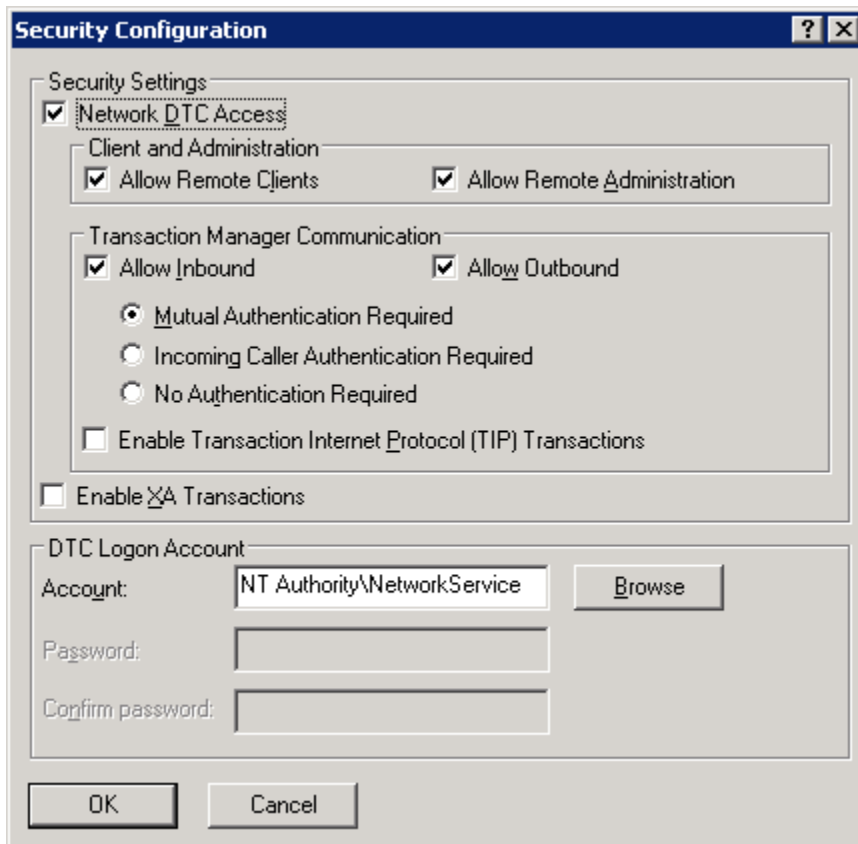 Security Configuration
Security Settings
Network DTC Access
Client and Administration
Allow Remote Clients Allow Remote Administration
Transaction Manager Communication
Allow Inbound Allow Outbound
Mutual Authentication Required
Incoming Caller Authentication Required
No Authentication Required
Enable Transaction Internet Protocol (TIP) Transactions
Enable XA Transactions
DTC Logon Account
Account: NT Authority\NetworkService Browse
Password:
Confirm password:
OK Cancel